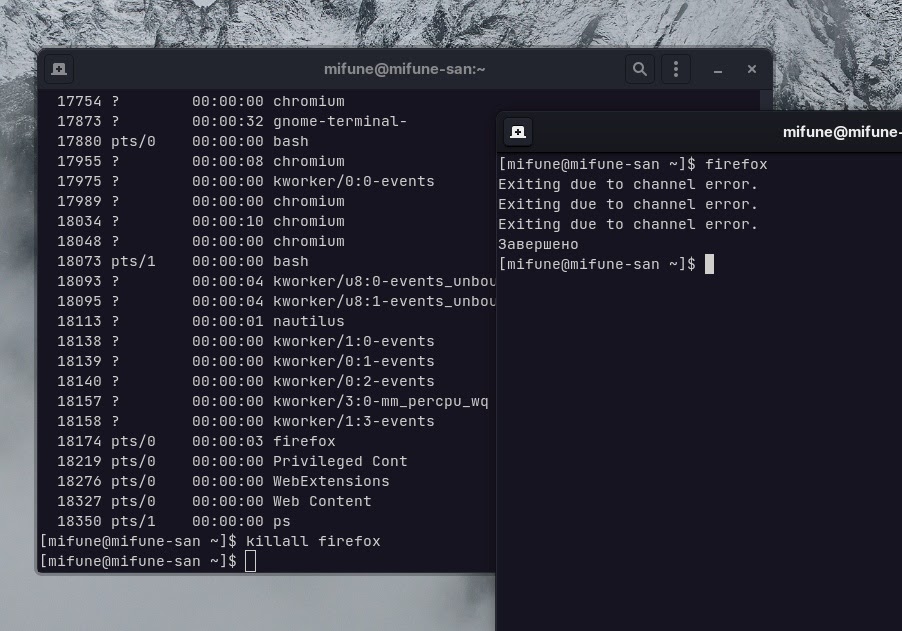 mifune@mifune-san:~
17754 ?        00:00:00 chromium
17873 ?        00:00:32 gnome-terminal-
17880 pts/0    00:00:00 bash
17955 ?        00:00:08 chromium
17975 ?        00:00:00 kworker/0:0-events
17989 ?        00:00:00 chromium
18034 ?        00:00:10 chromium
18048 ?        00:00:00 chromium
18073 pts/1    00:00:00 bash
18093 ?        00:00:04 kworker/u8:0-events_unbou
18095 ?        00:00:04 kworker/u8:1-events_unbou
18113 ?        00:00:01 nautilus
18138 ?        00:00:00 kworker/1:0-events
18139 ?        00:00:00 kworker/0:1-events
18140 ?        00:00:00 kworker/0:2-events
18157 ?        00:00:00 kworker/3:0-mm_percpu_wq
18158 ?        00:00:00 kworker/1:3-events
18174 pts/0    00:00:03 firefox
18219 pts/0    00:00:00 Privileged Cont
18276 pts/0    00:00:00 WebExtensions
18327 pts/0    00:00:00 Web Content
18350 pts/1    00:00:00 ps
[mifune@mifune-san ~]$ killall firefox
[mifune@mifune-san ~]$
mifune@mifune-
[mifune@mifune-san ~]$ firefox
Exiting due to channel error.
Exiting due to channel error.
Exiting due to channel error.
Завершено
[mifune@mifune-san ~]$